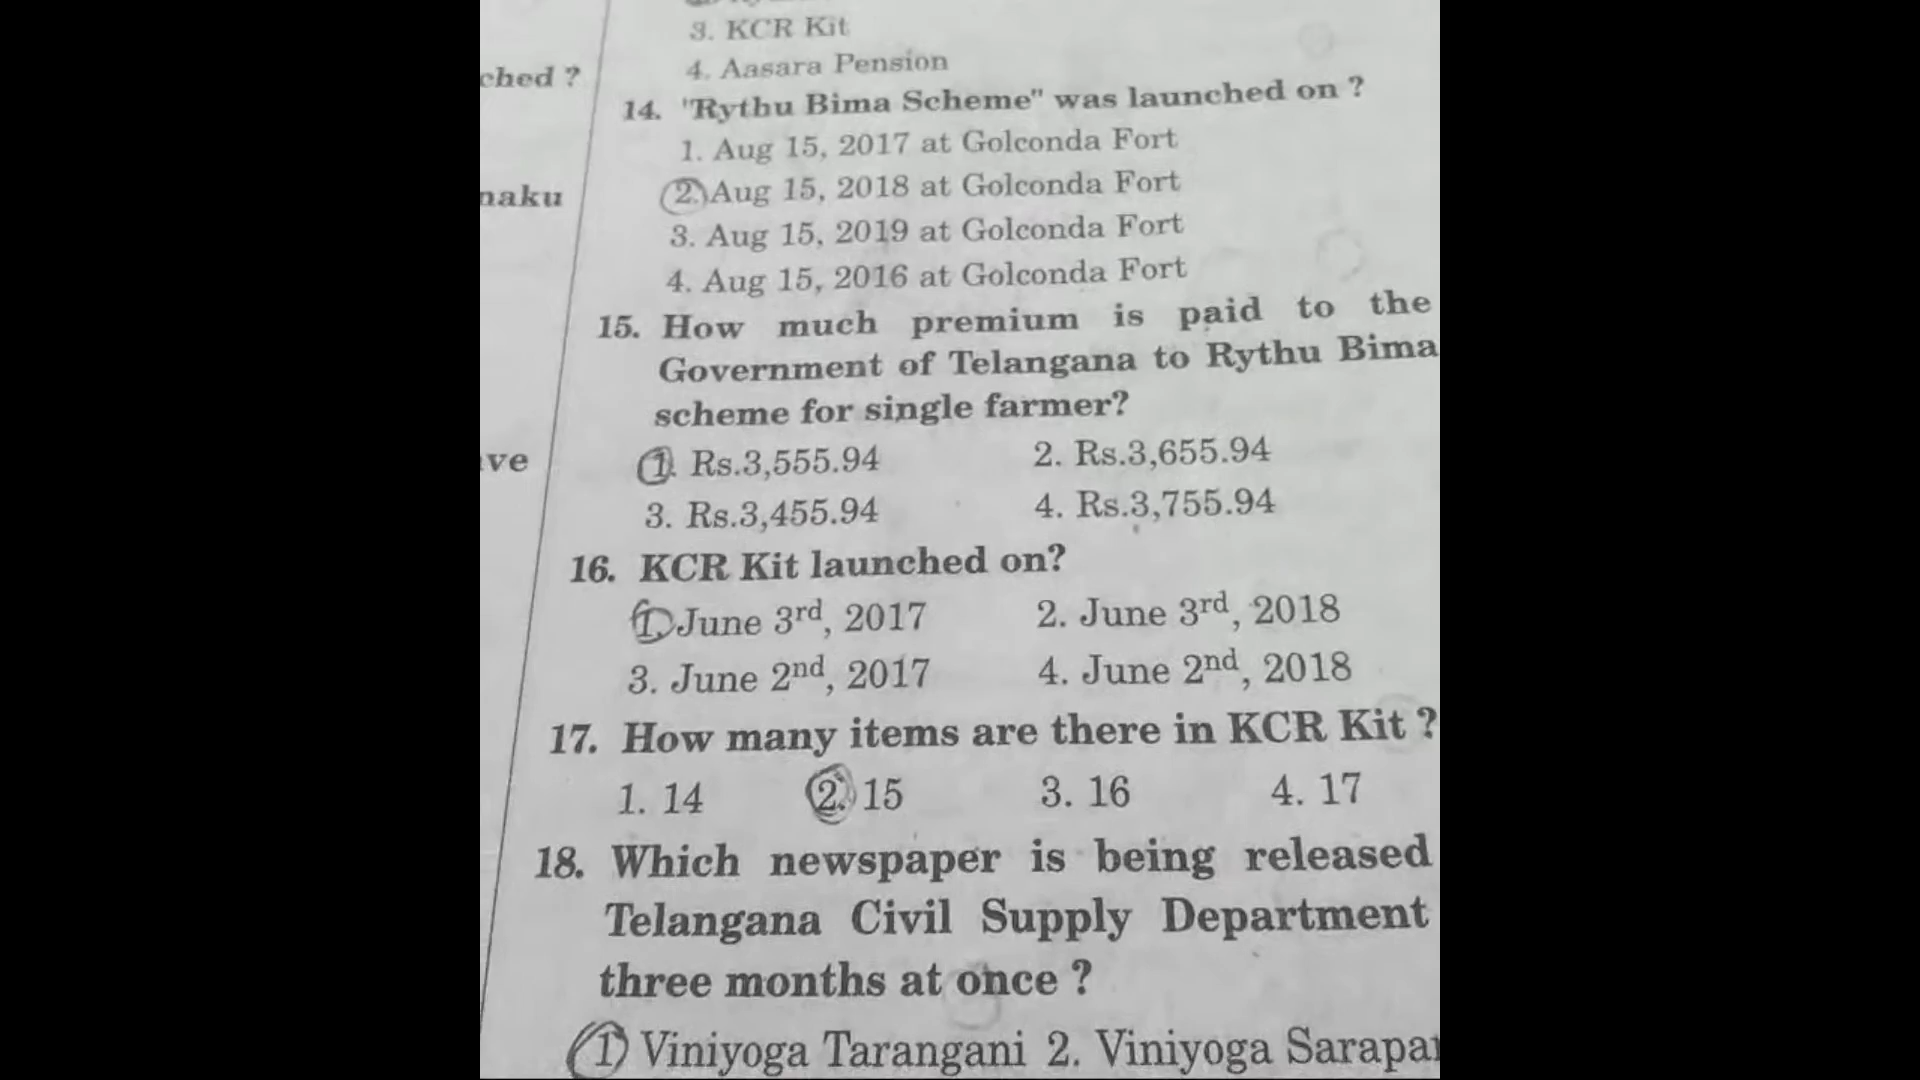 3. KCR Kit
4. Aasara Pension
ched ?
14. "Rythu Bima Scheme" was launched on ?
1. Aug 15, 2017 at Golconda Fort
naku
2. Aug 15, 2018 at Golconda Fort
3. Aug 15, 2019 at Golconda Fort
4. Aug 15, 2016 at Golconda Fort
15. How much premium is paid to the
Government of Telangana to Rythu Bima
scheme for single farmer?
ve
1. Rs.3,555.94 2. Rs.3,655.94
3. Rs.3,455.94 4. Rs.3,755.94
16. KCR Kit launched on?
1. June 3rd, 2017 2. June 3rd, 2018
3. June 2nd, 2017 4. June 2nd, 2018
17. How many items are there in KCR Kit ?
1. 14 2. 15 3. 16 4. 17
18. Which newspaper is being released
Telangana Civil Supply Department
three months at once ?
1 Viniyoga Tarangani 2. Viniyoga